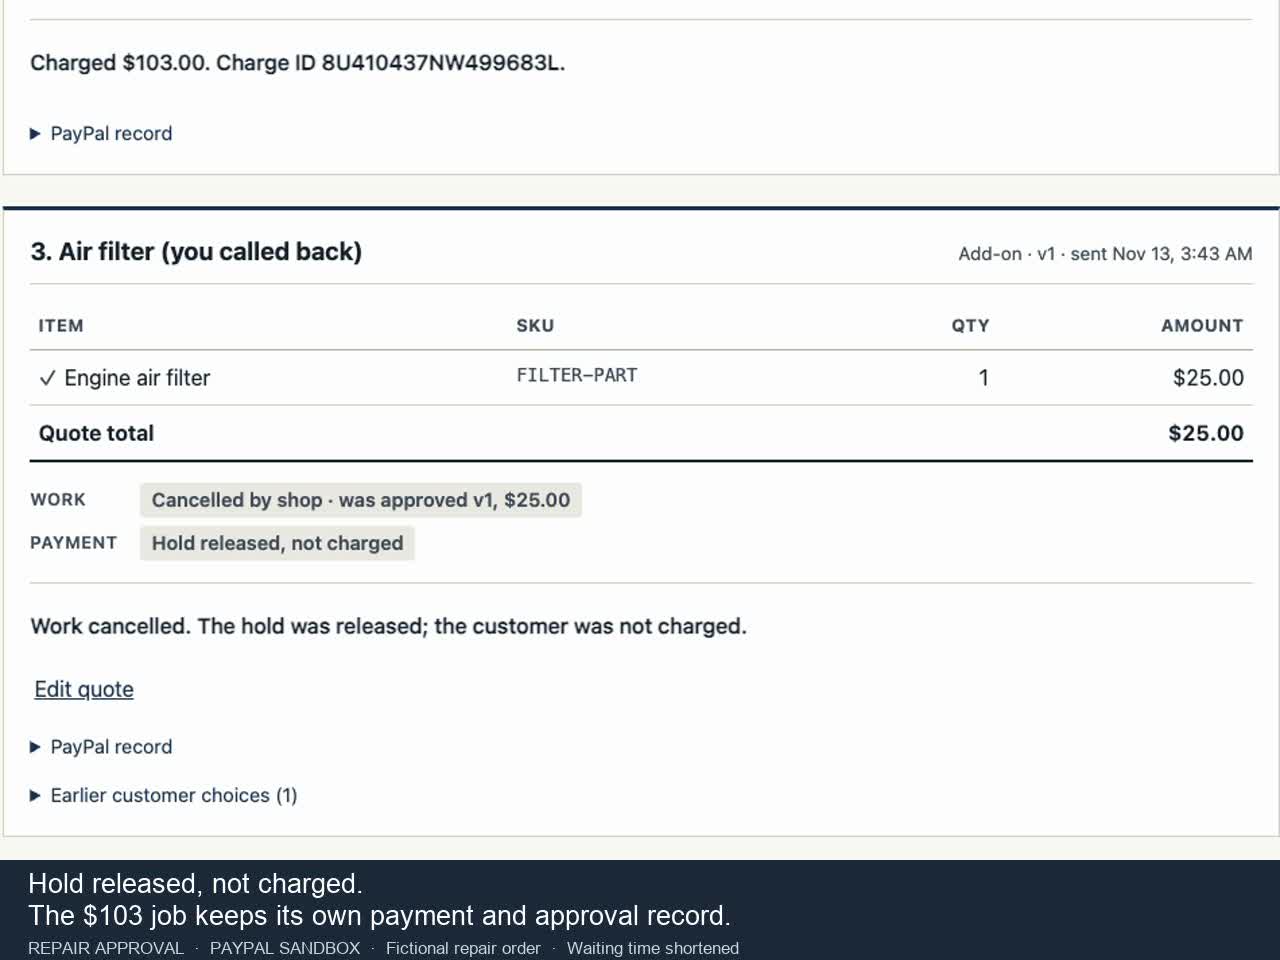 Charged $103.00. Charge ID 8U410437NW499683L.
▶ PayPal record
3. Air filter (you called back)
Add-on · v1 · sent Nov 13, 3:43 AM
ITEM SKU QTY AMOUNT
✓ Engine air filter FILTER-PART 1 $25.00
Quote total $25.00
WORK Cancelled by shop · was approved v1, $25.00
PAYMENT Hold released, not charged
Work cancelled. The hold was released; the customer was not charged.
Edit quote
▶ PayPal record
▶ Earlier customer choices (1)
Hold released, not charged.
The $103 job keeps its own payment and approval record.
REPAIR APPROVAL · PAYPAL SANDBOX · Fictional repair order · Waiting time shortened